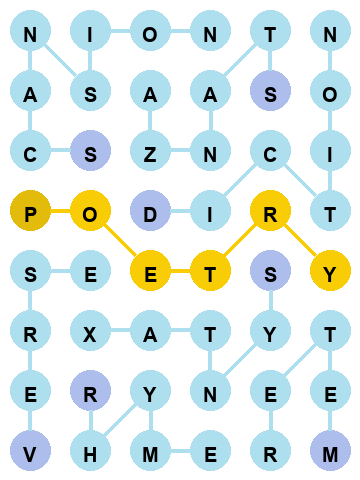 N I O N T N
A S A A S O
C S Z N C I
P O D I R T
S E E T S Y
R X A T Y T
E R Y N E E
V H M E R M